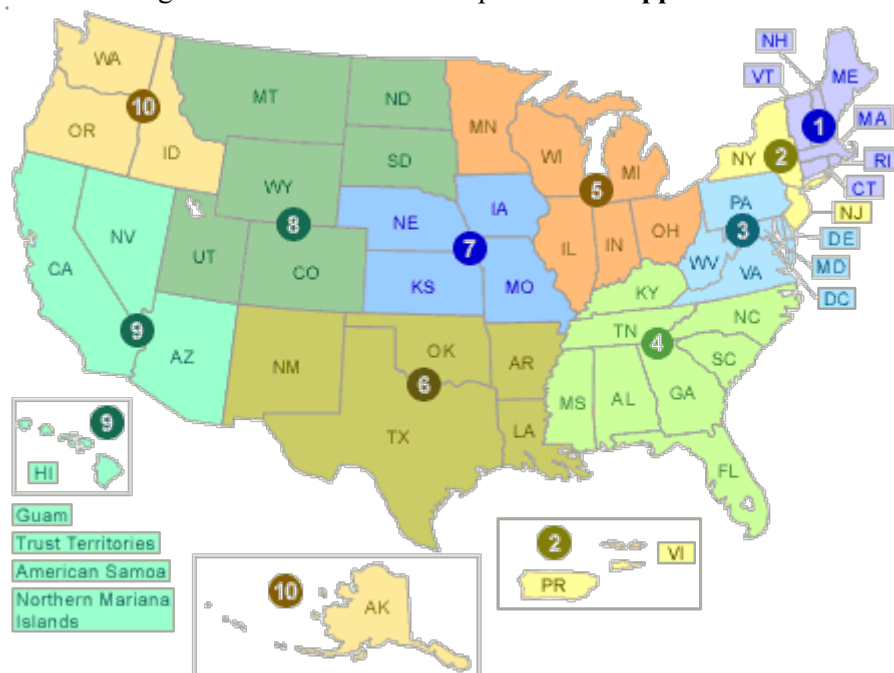 NH
WA
VT
ME
MT
ND
10
MN
1
MA
OR
ID
WI
MI
NY
2
RI
SD
CT
WY
5
PA
NJ
IA
NE
8
3
DE
NV
7
OH
IL
IN
UT
WV
MD
CA
CO
VA
KS
MO
KY
DC
NC
9
TN
4
OK
AZ
NM
AR
SC
6
MS
AL
GA
TX
LA
9
HI
FL
Guam
Trust Territories
2
VI
American Samoa
10
PR
Northern Mariana
Islands
AK